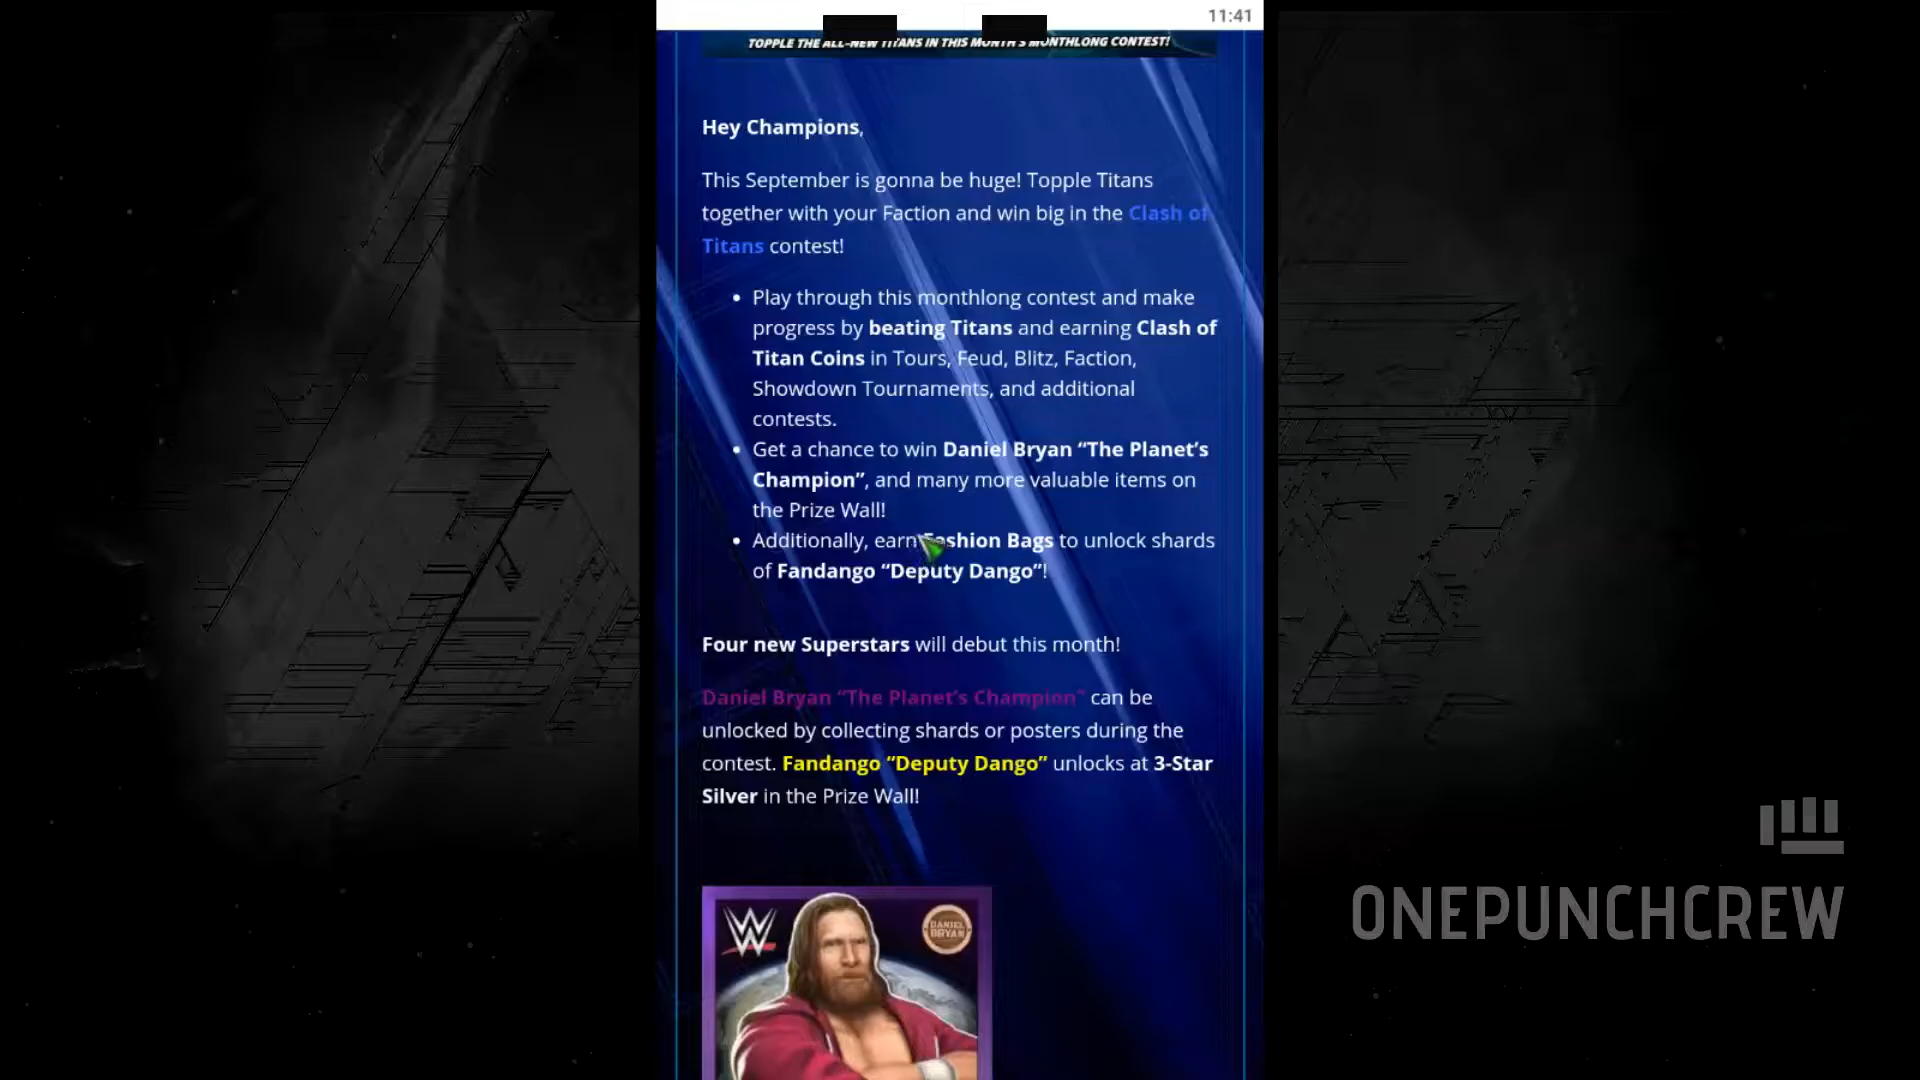 11:41
TOPPLE THE ALL-NEW TITANS IN THIS MONTH'S MONTHLONG CONTEST!
Hey Champions,
This September is gonna be huge! Topple Titans
together with your Faction and win big in the Clash of
Titans contest!
• Play through this monthlong contest and make
progress by beating Titans and earning Clash of
Titan Coins in Tours, Feud, Blitz, Faction,
Showdown Tournaments, and additional
contests.
• Get a chance to win Daniel Bryan “The Planet’s
Champion”, and many more valuable items on
the Prize Wall!
• Additionally, earn Fashion Bags to unlock shards
of Fandango “Deputy Dango”!
Four new Superstars will debut this month!
Daniel Bryan “The Planet’s Champion” can be
unlocked by collecting shards or posters during the
contest. Fandango “Deputy Dango” unlocks at 3-Star
Silver in the Prize Wall!
W
DANIEL
BRYAN
ONEPUNCHCREW